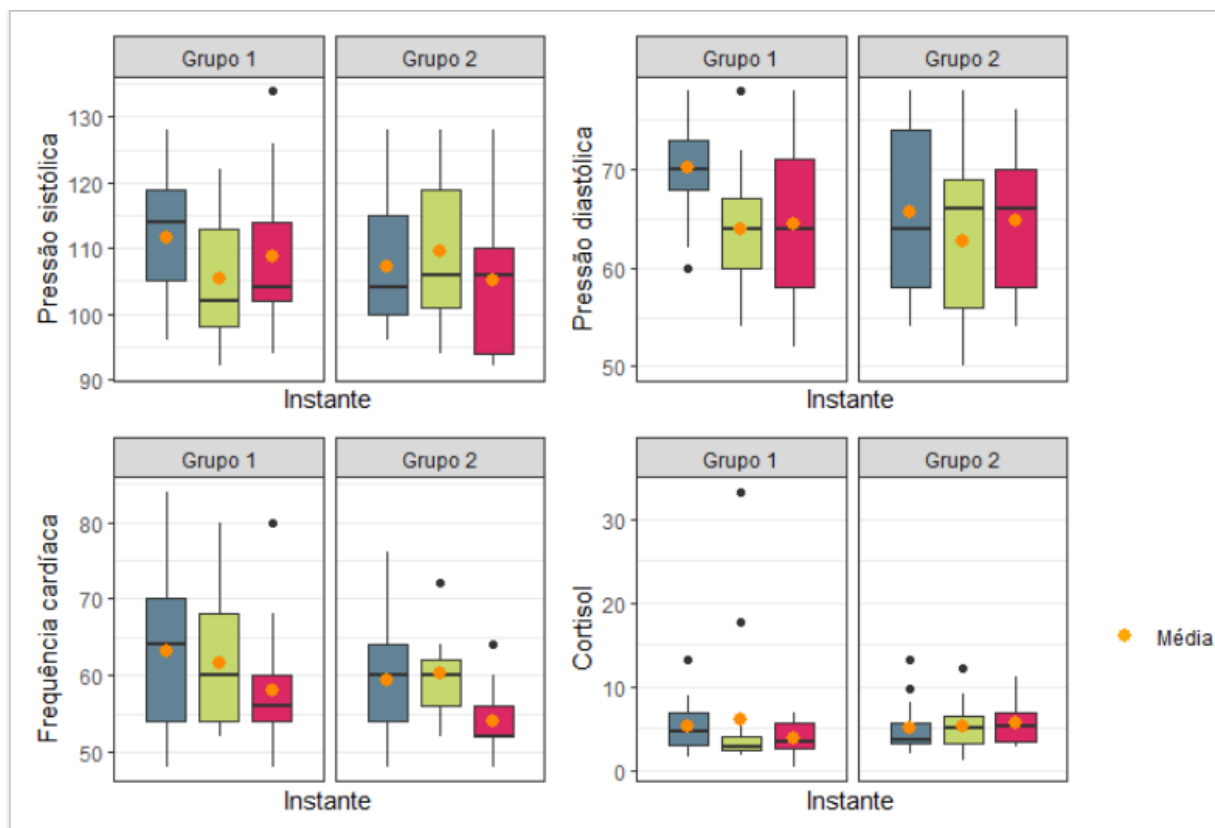 Grupo 1
Grupo 2
Pressão sistólica
130
120
110
100
90
Instante
Grupo 1
Grupo 2
Pressão diastólica
70
60
50
Instante
Grupo 1
Grupo 2
Frequência cardíaca
80
70
60
50
Instante
Grupo 1
Grupo 2
Cortisol
30
20
10
0
Instante
Média